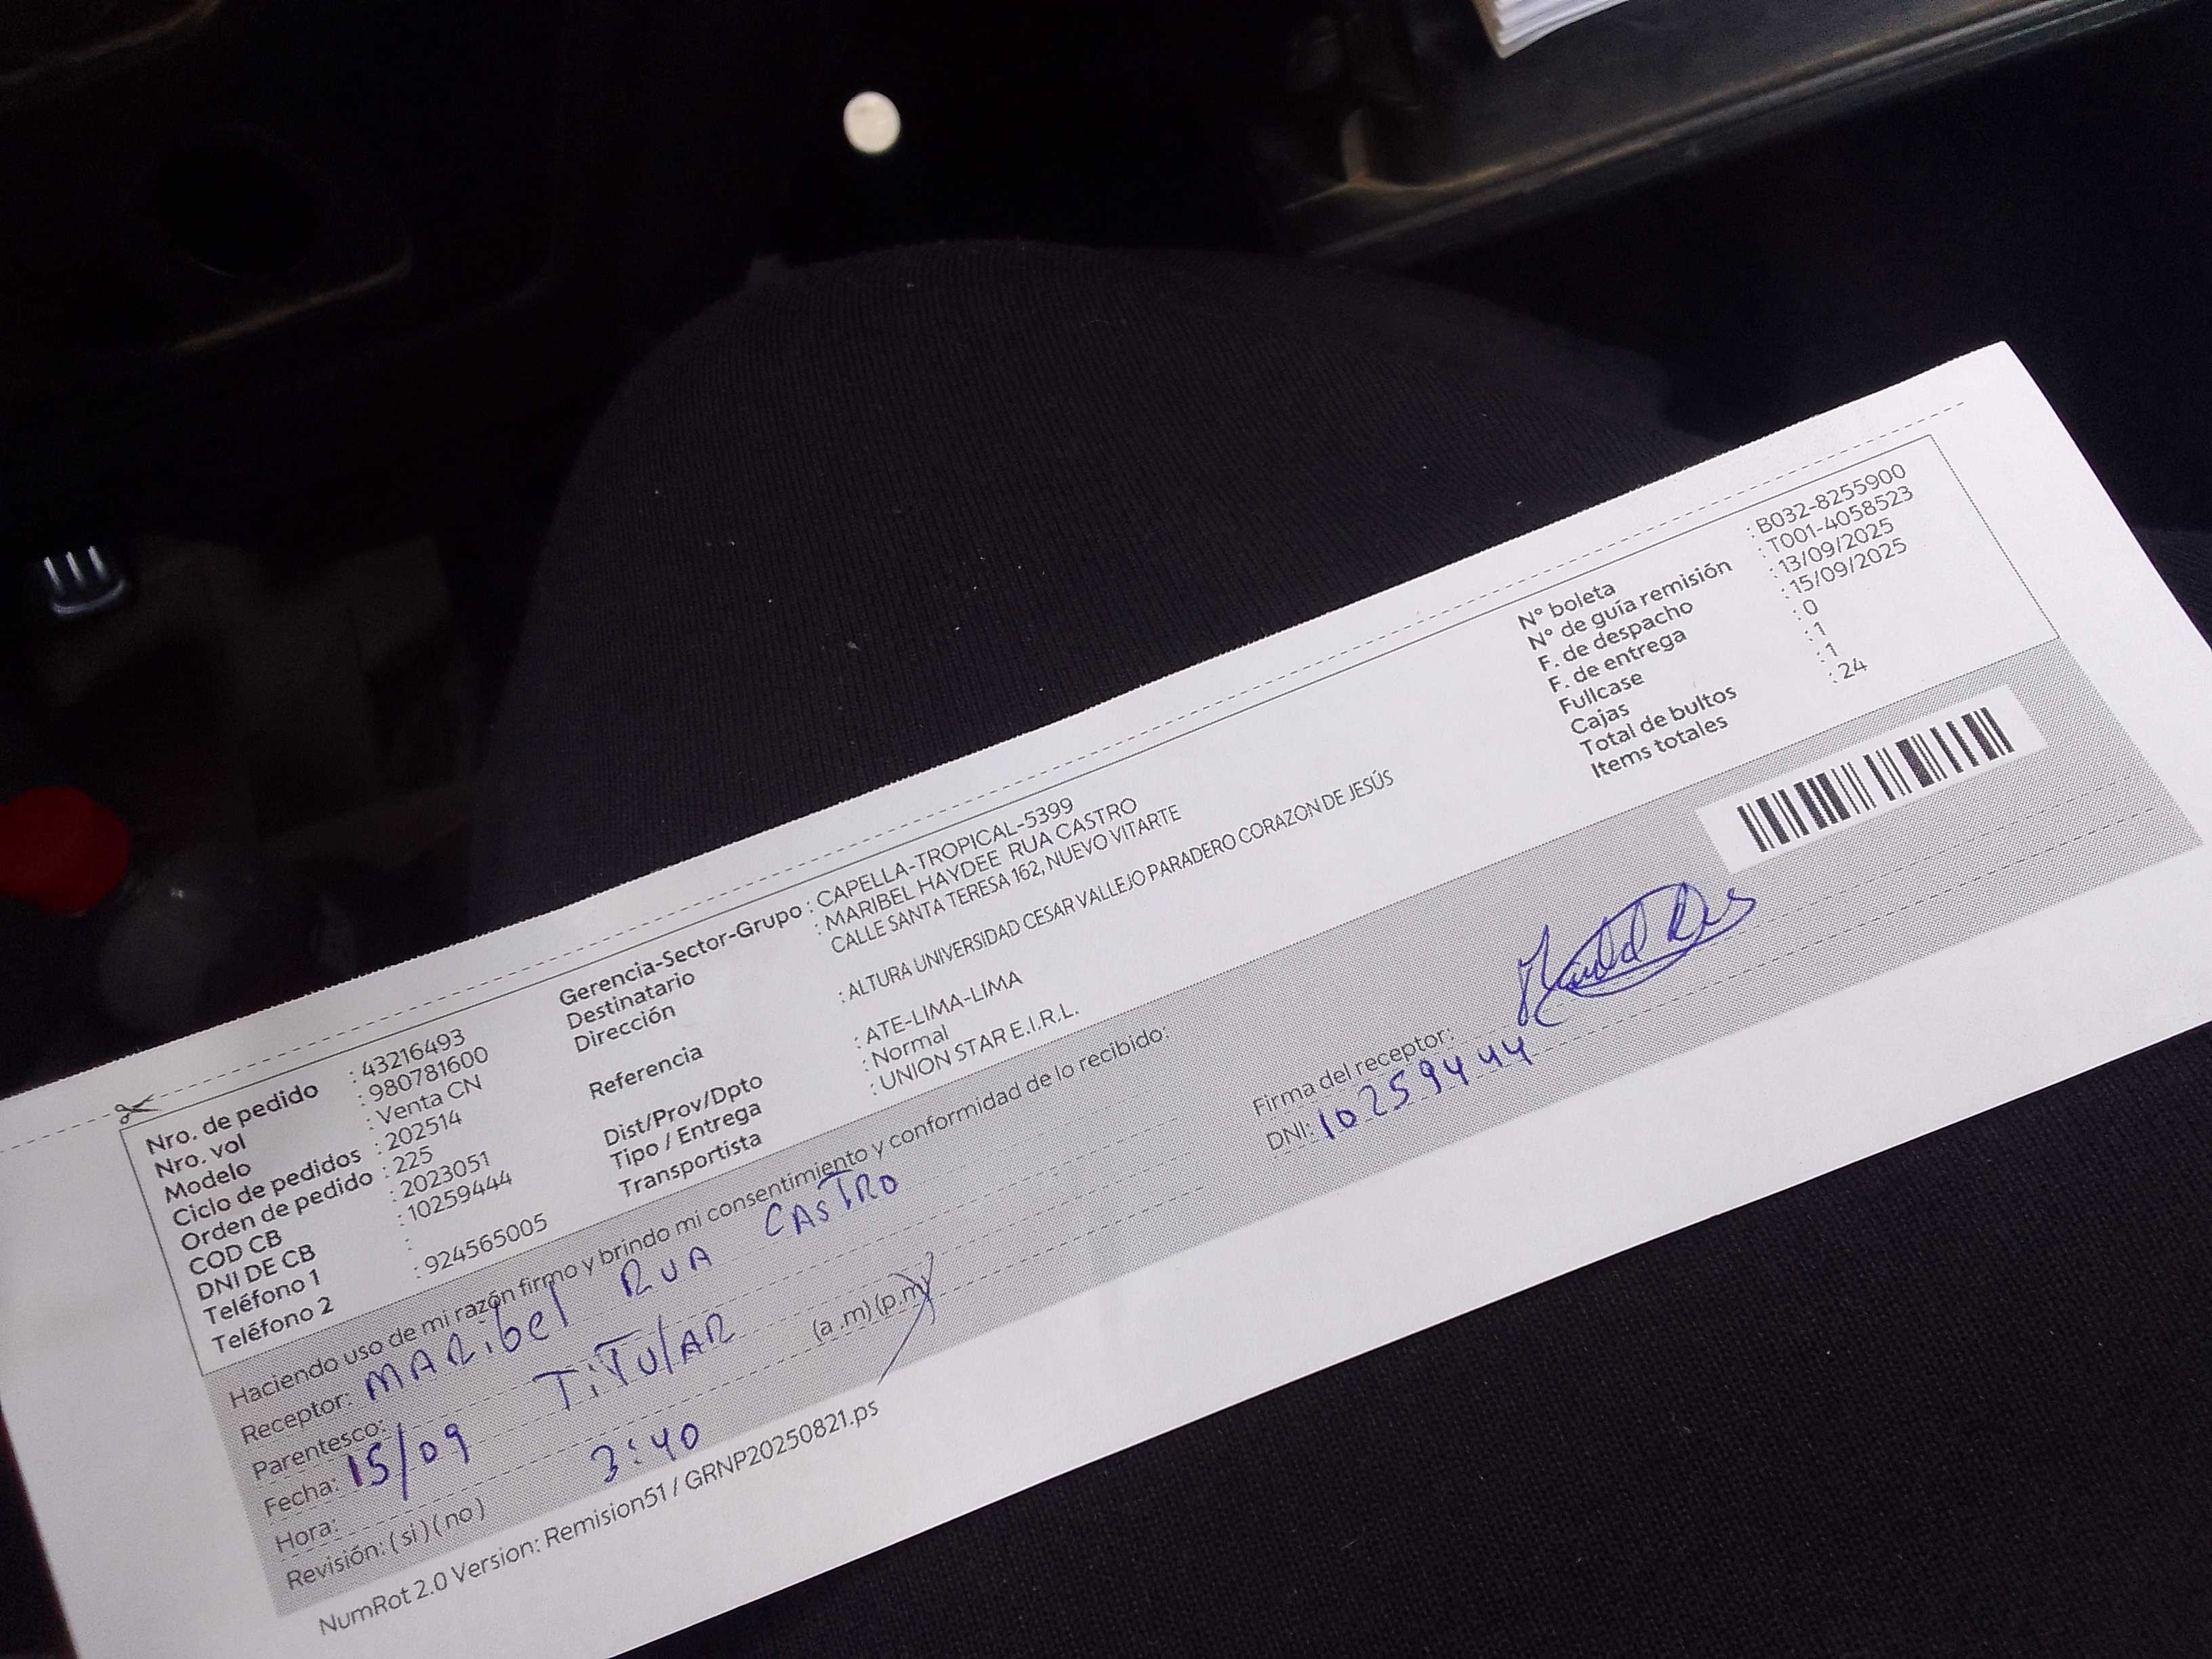 Nro. de pedido : 43216493
Nro. vol : 980781600
Modelo : Venta CN
Ciclo de pedidos : 202514
Orden de pedido : 225
COD CB : 2023051
DNI DE CB : 10259444
Teléfono 1 :
Teléfono 2 : 924565005
Gerencia-Sector-Grupo : CAPELLA-TROPICAL-5399
Destinatario : MARIBEL HAYDEE RUA CASTRO
Dirección CALLE SANTA TERESA 162, NUEVO VITARTE
Referencia : ALTURA UNIVERSIDAD CESAR VALLEJO PARADERO CORAZON DE JESÚS
Dist/Prov/Dpto : ATE-LIMA-LIMA
Tipo / Entrega : Normal
Transportista : UNION STAR E.I.R.L.
N° boleta : B032-8255900
N° de guía remisión : T001-4058523
F. de despacho : 13/09/2025
F. de entrega : 15/09/2025
Fullcase : 0
Cajas : 1
Total de bultos : 1
Items totales : 24
Haciendo uso de mi razón firmo y brindo mi consentimiento y conformidad de lo recibido:
Receptor: MARibel RUA CASTRO
Parentesco: TiTulAR
Fecha: 15/09
Hora: 3:40 (a .m) (p.m)
Revisión: ( si ) ( no )
Firma del receptor:
DNI: 10259444
NumRot 2.0 Version: Remision51 / GRNP20250821.ps